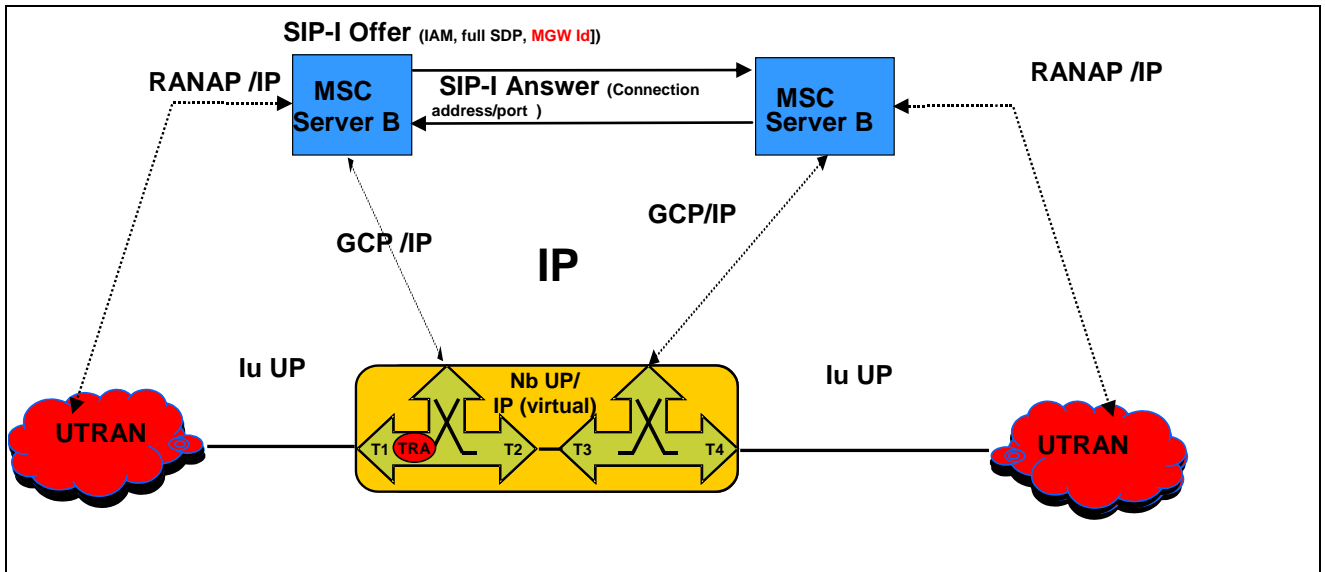 SIP-I Offer (IAM, full SDP, MGW Id])
RANAP /IP
MSC
Server B
SIP-I Answer (Connection
address/port )
MSC
Server B
RANAP /IP
GCP /IP
GCP/IP
IP
Iu UP
Nb UP/
IP (virtual)
Iu UP
UTRAN
T1
TRA
T2
T3
T4
UTRAN